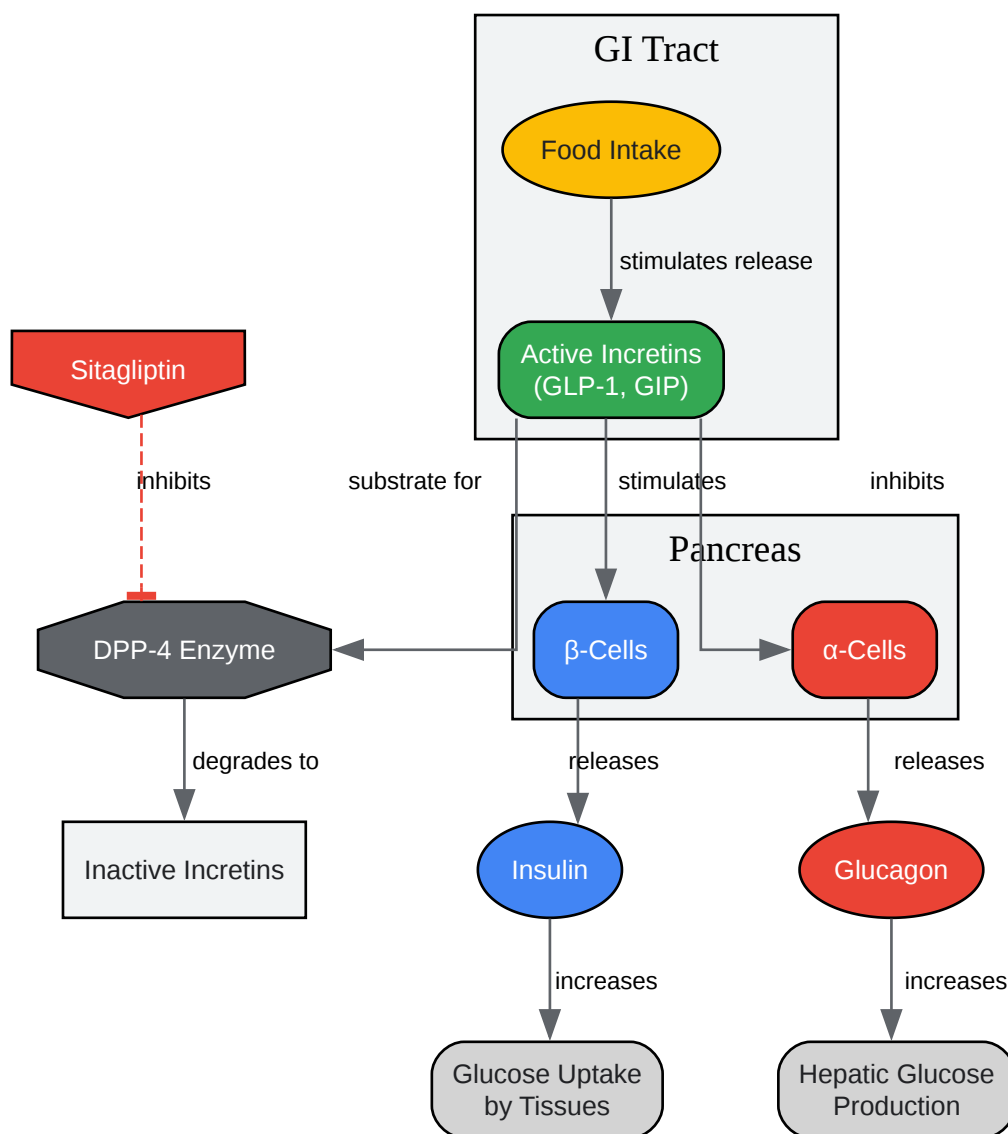 GI Tract
Food Intake
stimulates release
Sitagliptin
Active Incretins
(GLP-1, GIP)
inhibits
substrate for
stimulates
inhibits
Pancreas
DPP-4 Enzyme
β-Cells
α-Cells
degrades to
releases
releases
Inactive Incretins
Insulin
Glucagon
increases
increases
Glucose Uptake
by Tissues
Hepatic Glucose
Production